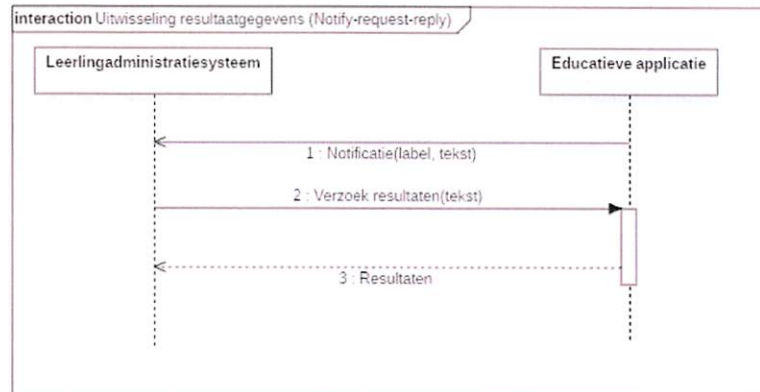 interaction Uitwisseling resultaatgegevens (Notify-request-reply)
Leerlingadministratiesysteem
Educatieve applicatie
1 : Notificatie(label, tekst)
2 : Verzoek resultaten(tekst)
3 : Resultaten